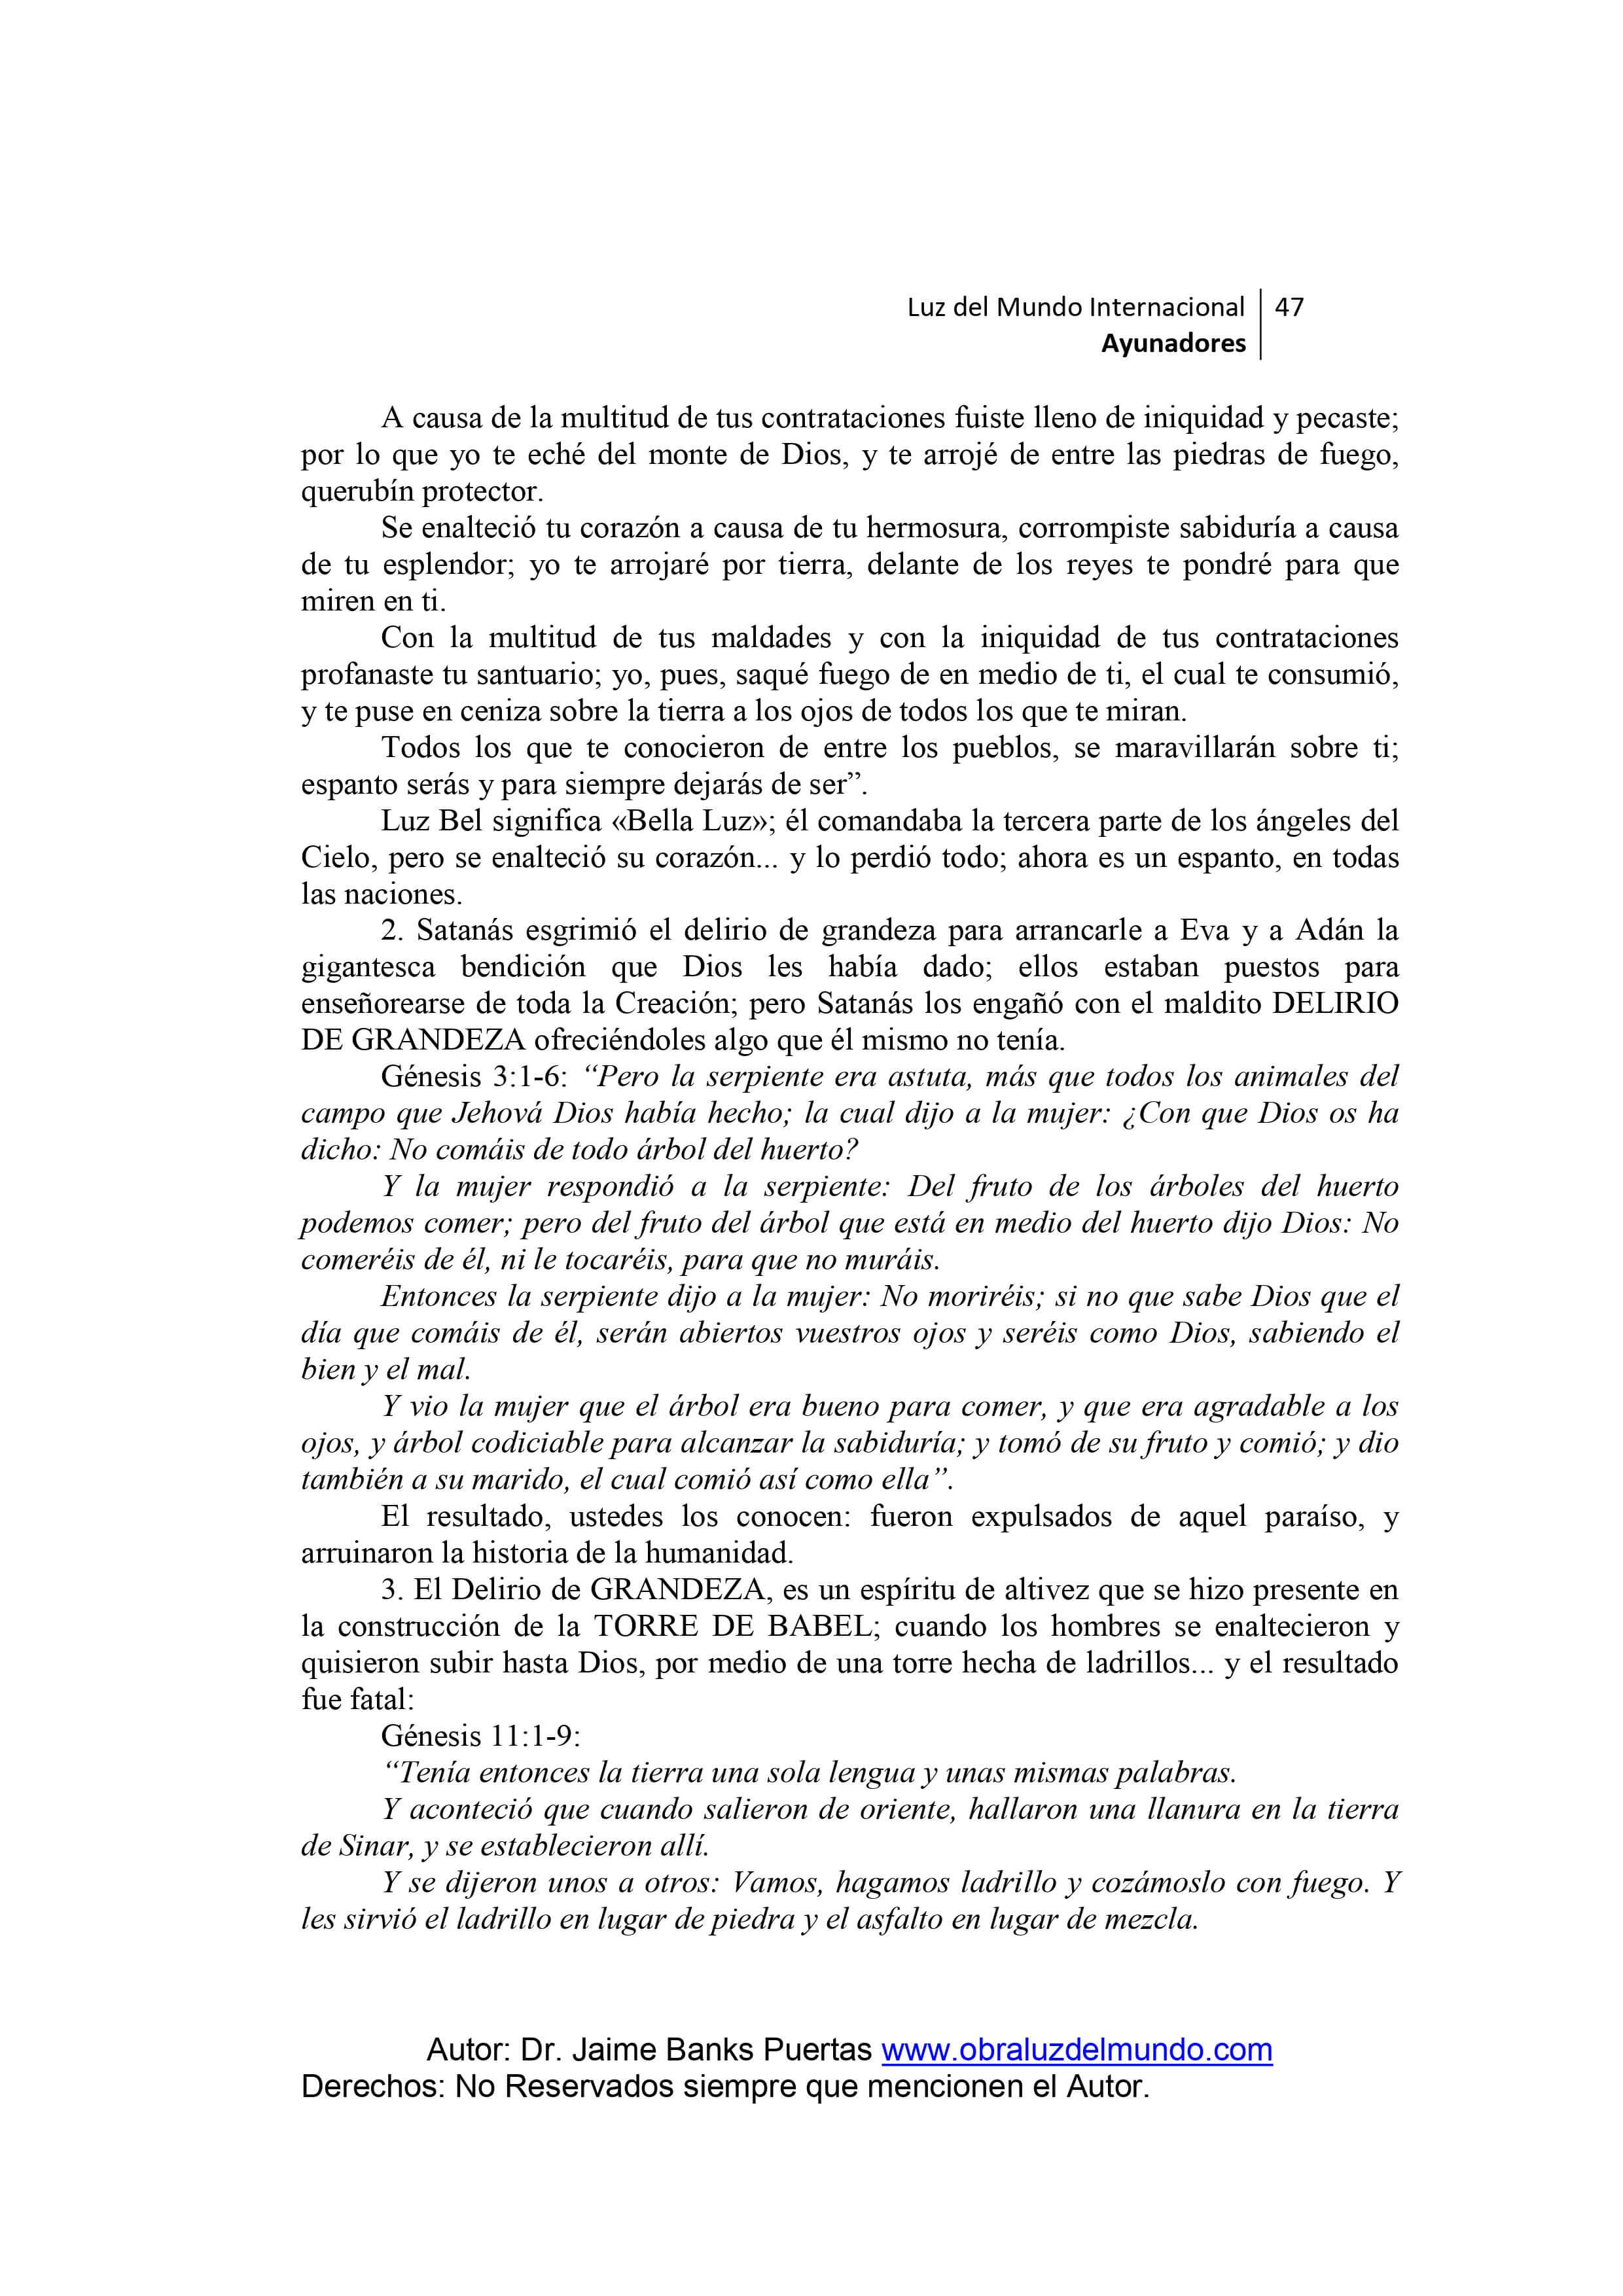 Luz del Mundo Internacional 47
Ayunadores
A causa de la multitud de tus contrataciones fuiste lleno de iniquidad y pecaste;
por lo que yo te eché del monte de Dios, y te arrojé de entre las piedras de fuego,
querubín protector.
Se enalteció tu corazón a causa de tu hermosura, corrompiste sabiduría a causa
de tu esplendor; yo te arrojaré por tierra, delante de los reyes te pondré para que
miren en ti.
Con la multitud de tus maldades y con la iniquidad de tus contrataciones
profanaste tu santuario; yo, pues, saqué fuego de en medio de ti, el cual te consumió,
y te puse en ceniza sobre la tierra a los ojos de todos los que te miran.
Todos los que te conocieron de entre los pueblos, se maravillarán sobre ti;
espanto serás y para siempre dejarás de ser”.
Luz Bel significa «Bella Luz»; él comandaba la tercera parte de los ángeles del
Cielo, pero se enalteció su corazón... y lo perdió todo; ahora es un espanto, en todas
las naciones.
2. Satanás esgrimió el delirio de grandeza para arrancarle a Eva y a Adán la
gigantesca bendición que Dios les había dado; ellos estaban puestos para
enseñorearse de toda la Creación; pero Satanás los engañó con el maldito DELIRIO
DE GRANDEZA ofreciéndoles algo que él mismo no tenía.
Génesis 3:1-6: “Pero la serpiente era astuta, más que todos los animales del
campo que Jehová Dios había hecho; la cual dijo a la mujer: ¿Con que Dios os ha
dicho: No comáis de todo árbol del huerto?
Y la mujer respondió a la serpiente: Del fruto de los árboles del huerto
podemos comer; pero del fruto del árbol que está en medio del huerto dijo Dios: No
comeréis de él, ni le tocaréis, para que no muráis.
Entonces la serpiente dijo a la mujer: No moriréis; si no que sabe Dios que el
día que comáis de él, serán abiertos vuestros ojos y seréis como Dios, sabiendo el
bien y el mal.
Y vio la mujer que el árbol era bueno para comer, y que era agradable a los
ojos, y árbol codiciable para alcanzar la sabiduría; y tomó de su fruto y comió; y dio
también a su marido, el cual comió así como ella”.
El resultado, ustedes los conocen: fueron expulsados de aquel paraíso, y
arruinaron la historia de la humanidad.
3. El Delirio de GRANDEZA, es un espíritu de altivez que se hizo presente en
la construcción de la TORRE DE BABEL; cuando los hombres se enaltecieron y
quisieron subir hasta Dios, por medio de una torre hecha de ladrillos... y el resultado
fue fatal:
Génesis 11:1-9:
“Tenía entonces la tierra una sola lengua y unas mismas palabras.
Y aconteció que cuando salieron de oriente, hallaron una llanura en la tierra
de Sinar, y se establecieron allí.
Y se dijeron unos a otros: Vamos, hagamos ladrillo y cozámoslo con fuego. Y
les sirvió el ladrillo en lugar de piedra y el asfalto en lugar de mezcla.
Autor: Dr. Jaime Banks Puertas www.obraluzdelmundo.com
Derechos: No Reservados siempre que mencionen el Autor.